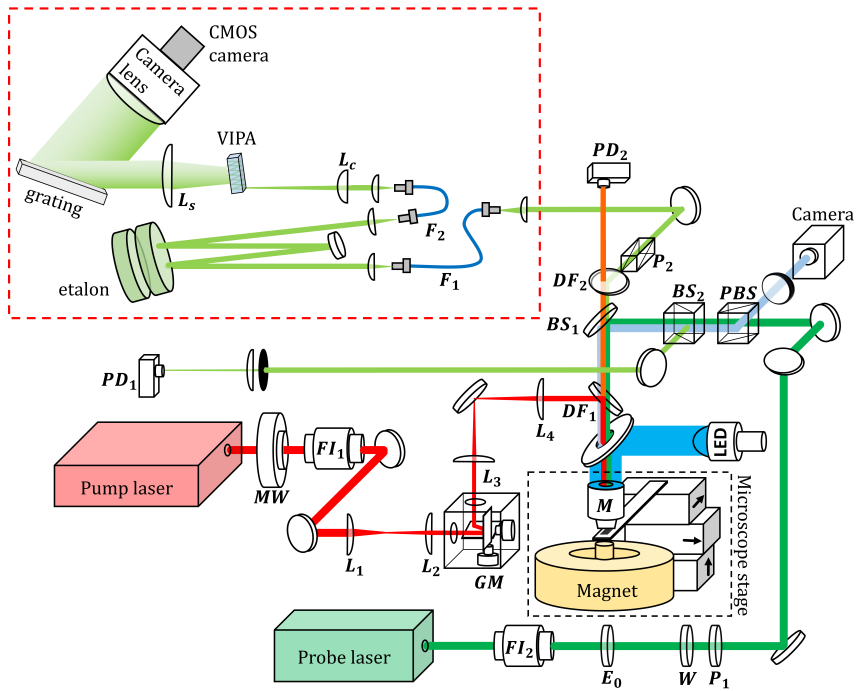 CMOS
camera
Camera
lens
VIPA
grating
L_s
L_c
F_2
F_1
etalon
PD_2
P_2
DF_2
Camera
BS_2
PBS
BS_1
PD_1
DF_1
L_4
LED
Pump laser
MW
FI_1
L_3
L_1
L_2
GM
M
Magnet
Microscope stage
Probe laser
FI_2
E_0
W
P_1